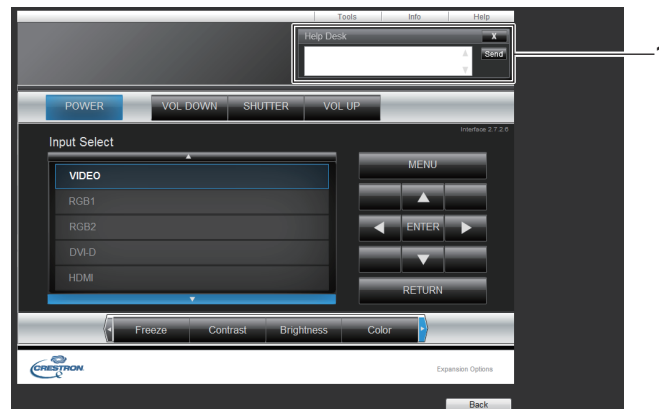 Tools Info Help
Help Desk X
Send
POWER VOL DOWN SHUTTER VOL UP
Interface 2.7.2.6
Input Select
VIDEO
RGB1
RGB2
DVI-D
HDMI
MENU
ENTER
RETURN
Freeze Contrast Brightness Color
CRESTRON
Expansion Options
Back